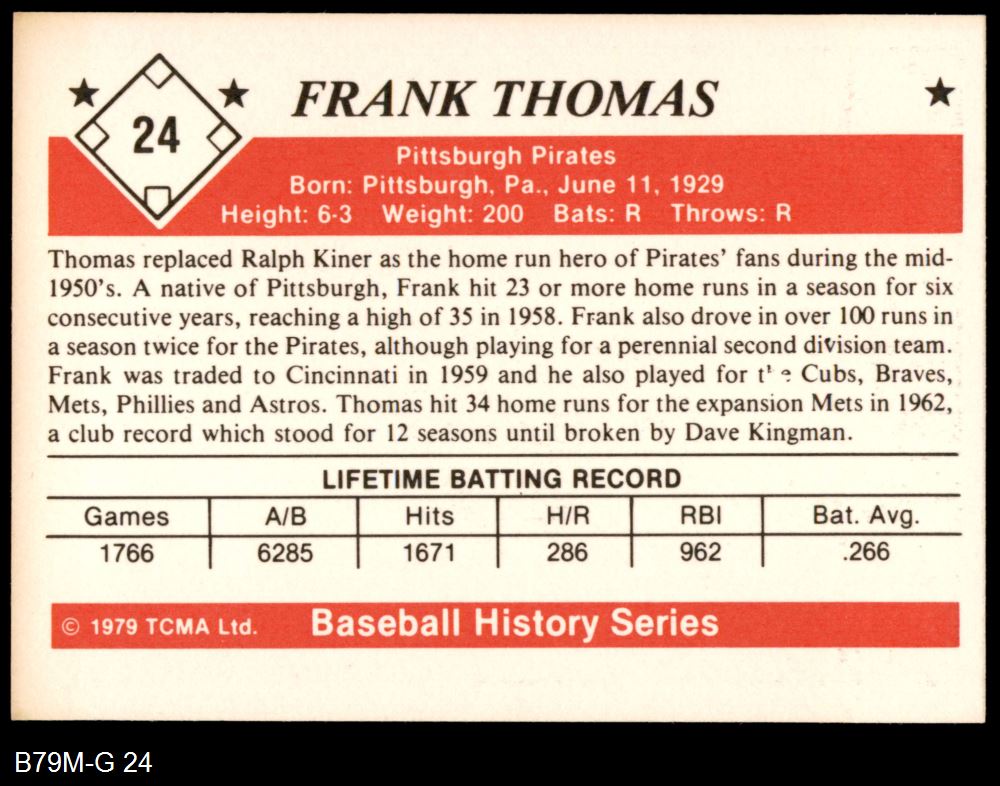 24
FRANK THOMAS
Pittsburgh Pirates
Born: Pittsburgh, Pa., June 11, 1929
Height: 6-3 Weight: 200 Bats: R Throws: R
Thomas replaced Ralph Kiner as the home run hero of Pirates' fans during the mid-
1950's. A native of Pittsburgh, Frank hit 23 or more home runs in a season for six
consecutive years, reaching a high of 35 in 1958. Frank also drove in over 100 runs in
a season twice for the Pirates, although playing for a perennial second division team.
Frank was traded to Cincinnati in 1959 and he also played for the Cubs, Braves,
Mets, Phillies and Astros. Thomas hit 34 home runs for the expansion Mets in 1962,
a club record which stood for 12 seasons until broken by Dave Kingman.
LIFETIME BATTING RECORD
Games A/B Hits H/R RBI Bat. Avg.
1766 6285 1671 286 962 .266
© 1979 TCMA Ltd. Baseball History Series
B79M-G 24